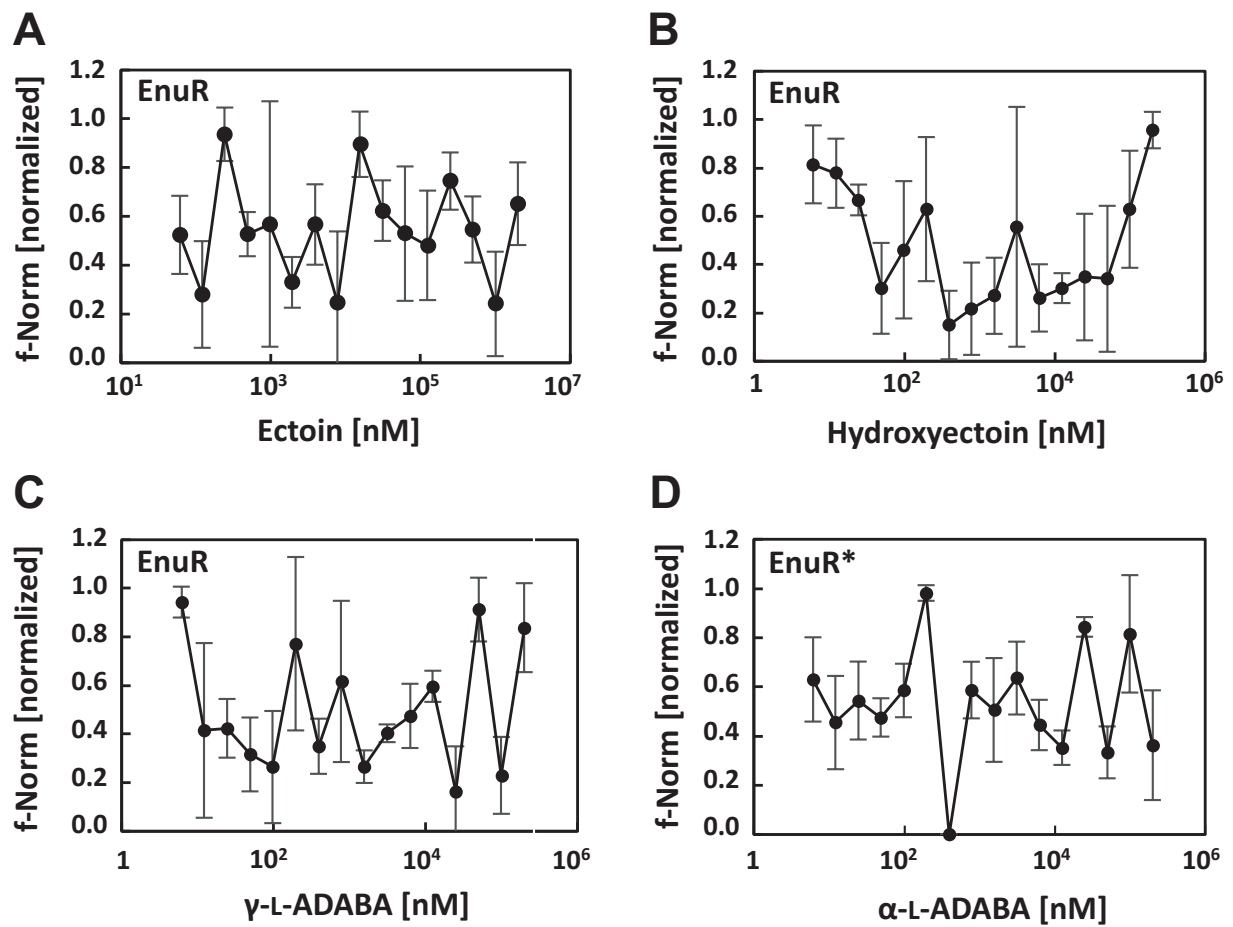 A
EnuR
f-Norm [normalized]
1.2
1.0
0.8
0.6
0.4
0.2
0.0
10¹ 10³ 10⁵ 10⁷
Ectoin [nM]
B
EnuR
f-Norm [normalized]
1.2
1.0
0.8
0.6
0.4
0.2
0.0
1 10² 10⁴ 10⁶
Hydroxyectoin [nM]
C
EnuR
f-Norm [normalized]
1.2
1.0
0.8
0.6
0.4
0.2
0.0
1 10² 10⁴ 10⁶
γ-L-ADABA [nM]
D
EnuR*
f-Norm [normalized]
1.2
1.0
0.8
0.6
0.4
0.2
0.0
1 10² 10⁴ 10⁶
α-L-ADABA [nM]